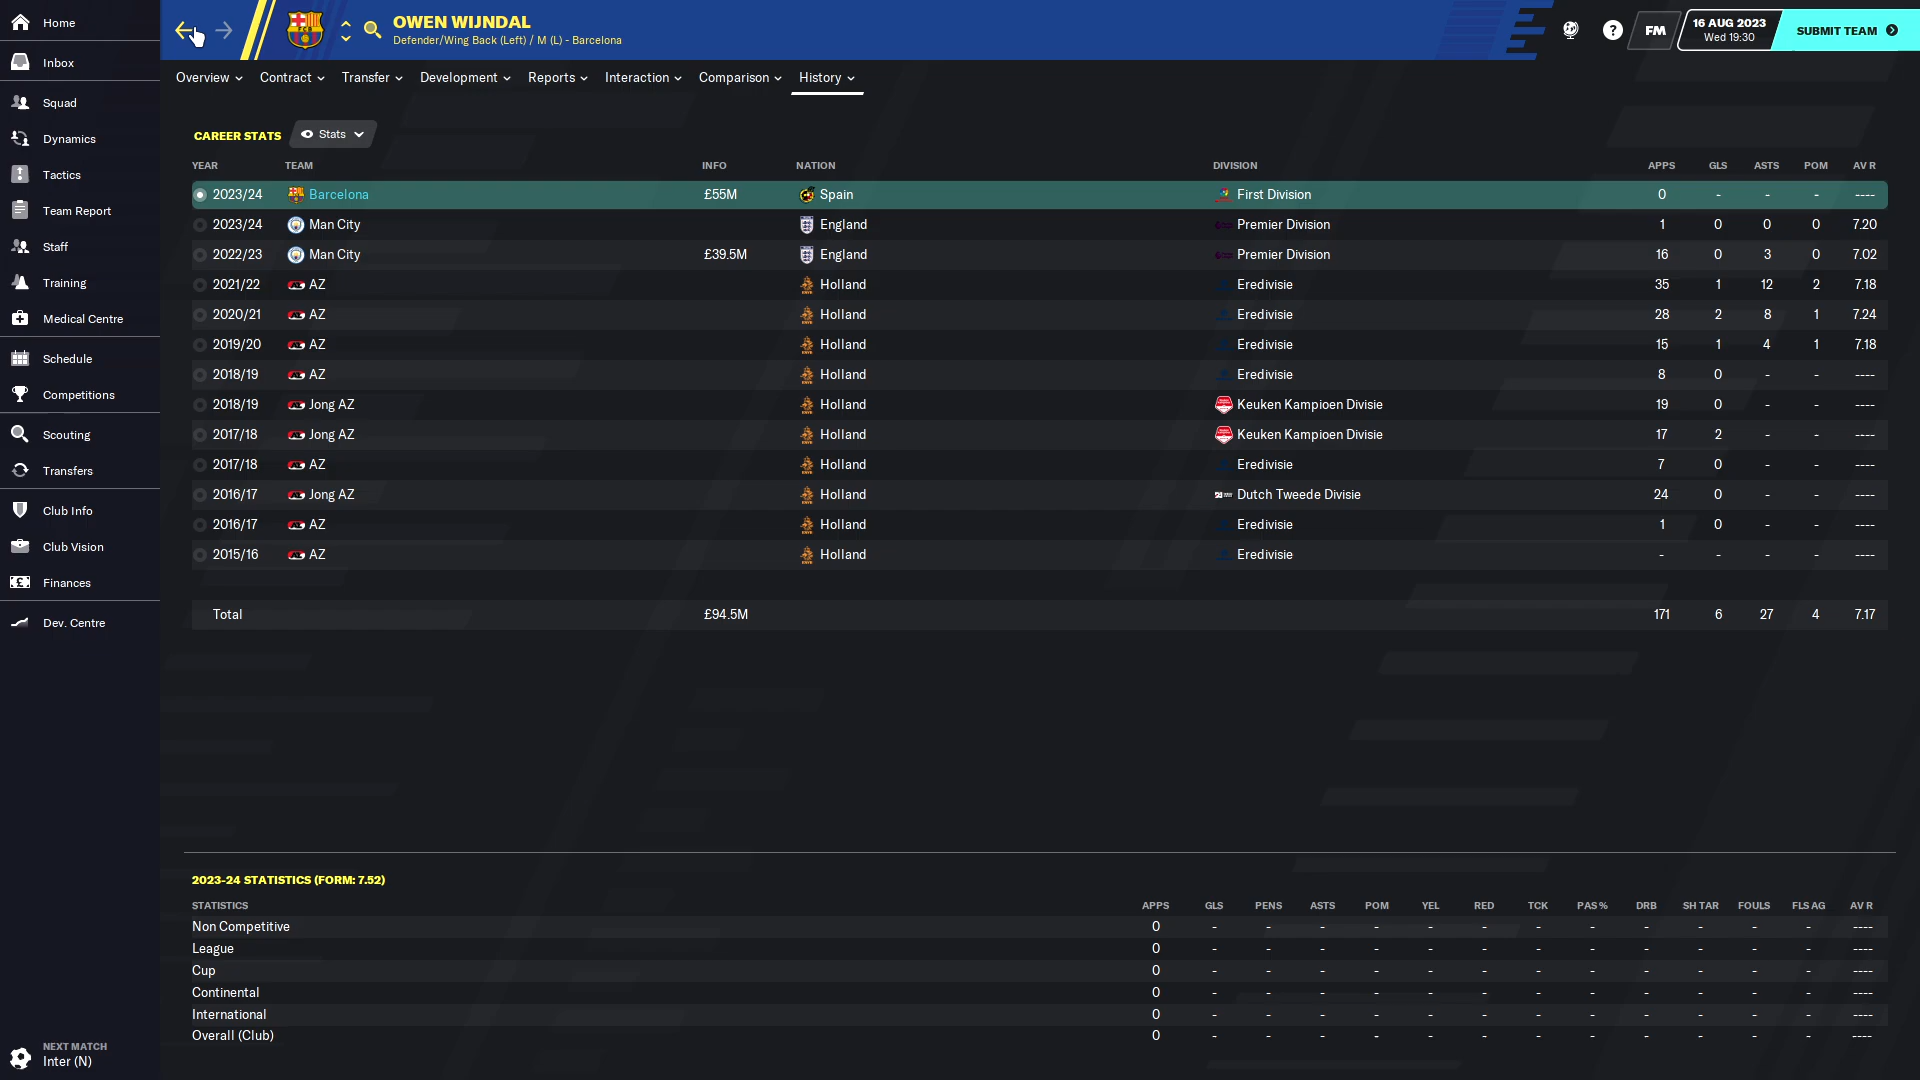 Home
Inbox
Squad
Dynamics
Tactics
Team Report
Staff
Training
Medical Centre
Schedule
Competitions
Scouting
Transfers
Club Info
Club Vision
Finances
Dev. Centre
NEXT MATCH
Inter (N)
OWEN WIJNDAL
Defender/Wing Back (Left) / M (L) - Barcelona
? FM 16 AUG 2023
Wed 19:30
SUBMIT TEAM
Overview Contract Transfer Development Reports Interaction Comparison History
CAREER STATS Stats
YEAR TEAM INFO NATION DIVISION APPS GLS ASTS POM AV R
2023/24 Barcelona £55M Spain First Division 0 - - - ----
2023/24 Man City England Premier Division 1 0 0 0 7.20
2022/23 Man City £39.5M England Premier Division 16 0 3 0 7.02
2021/22 AZ Holland Eredivisie 35 1 12 2 7.18
2020/21 AZ Holland Eredivisie 28 2 8 1 7.24
2019/20 AZ Holland Eredivisie 15 1 4 1 7.18
2018/19 AZ Holland Eredivisie 8 0 - - ----
2018/19 Jong AZ Holland Keuken Kampioen Divisie 19 0 - - ----
2017/18 Jong AZ Holland Keuken Kampioen Divisie 17 2 - - ----
2017/18 AZ Holland Eredivisie 7 0 - - ----
2016/17 Jong AZ Holland Dutch Tweede Divisie 24 0 - - ----
2016/17 AZ Holland Eredivisie 1 0 - - ----
2015/16 AZ Holland Eredivisie - - - - ----
Total £94.5M 171 6 27 4 7.17
2023-24 STATISTICS (FORM: 7.52)
STATISTICS APPS GLS PENS ASTS POM YEL RED TCK PAS % DRB SH TAR FOULS FLS AG AV R
Non Competitive 0 - - - - - - - - - - - - ----
League 0 - - - - - - - - - - - - ----
Cup 0 - - - - - - - - - - - - ----
Continental 0 - - - - - - - - - - - - ----
International 0 - - - - - - - - - - - - ----
Overall (Club) 0 - - - - - - - - - - - - ----